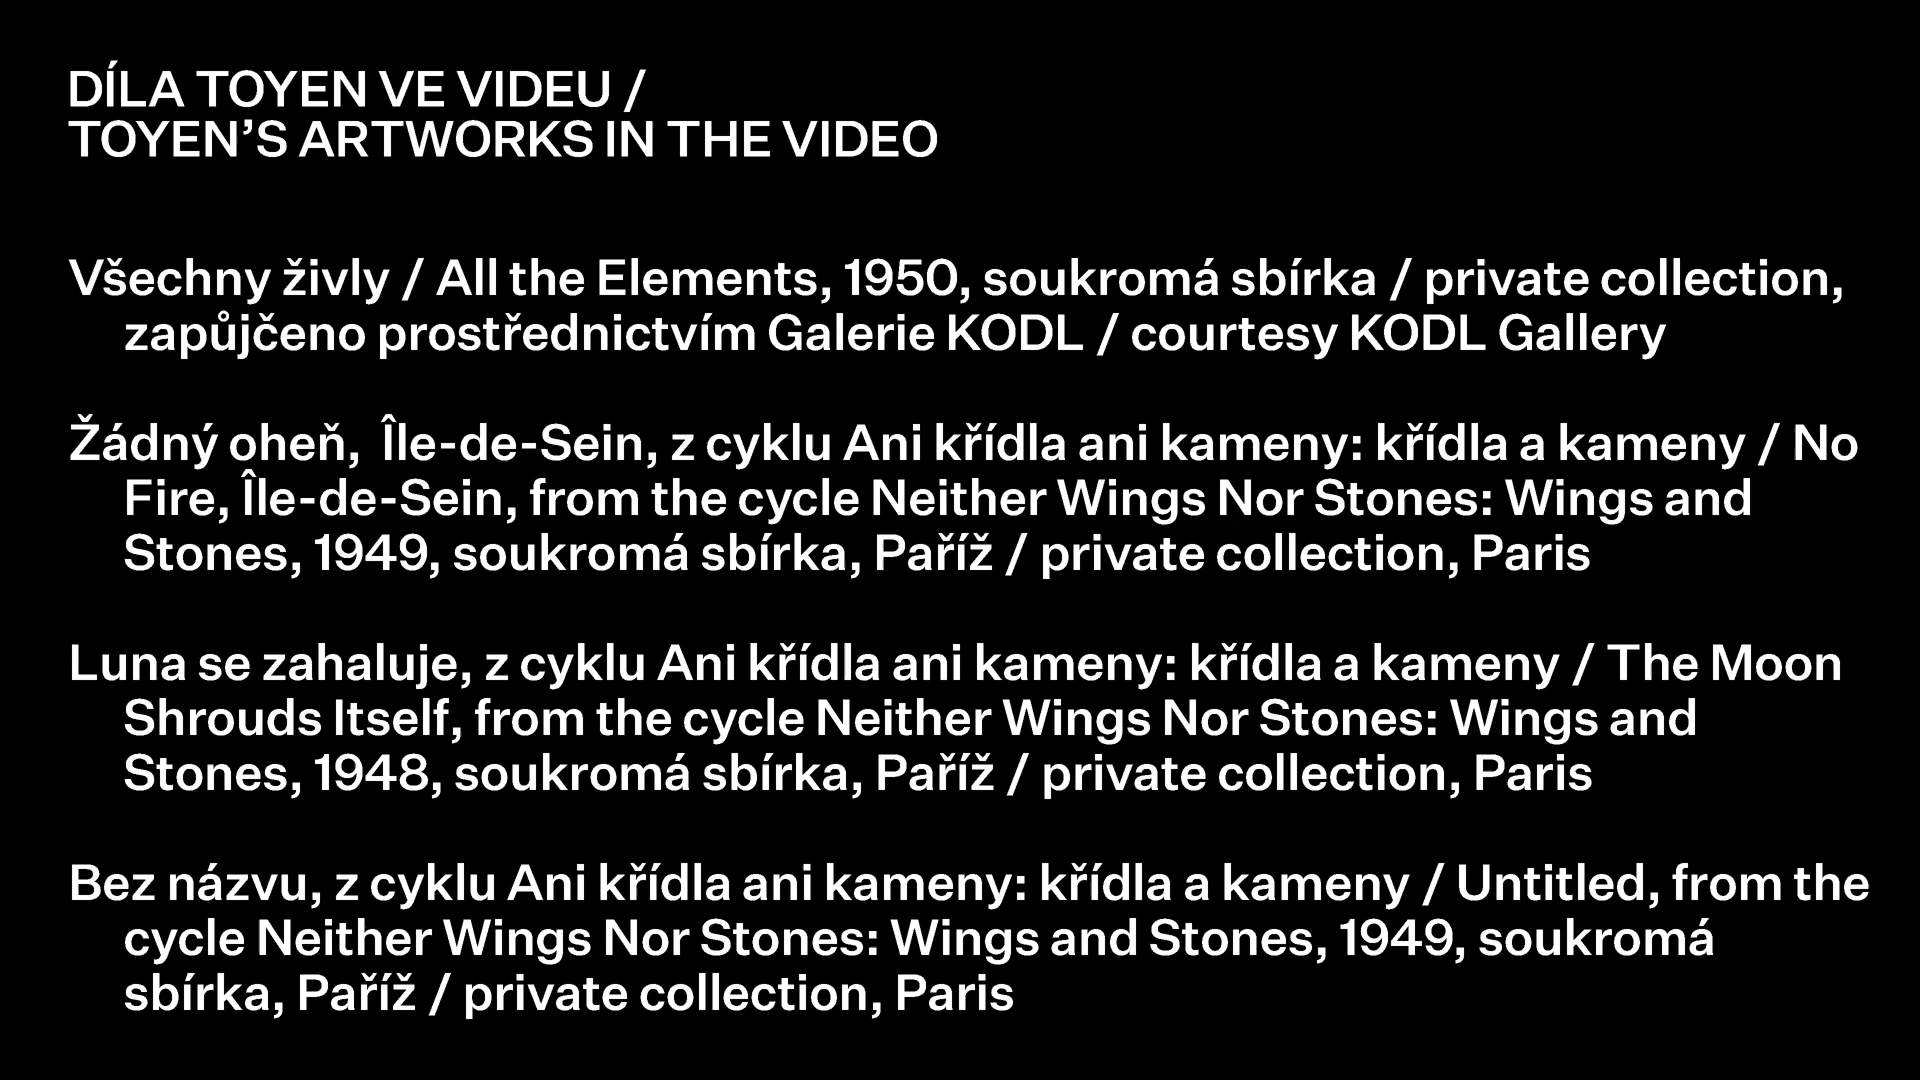 DÍLA TOYEN VE VIDEU /
TOYEN’S ARTWORKS IN THE VIDEO
Všechny živly / All the Elements, 1950, soukromá sbírka / private collection,
zapůjčeno prostřednictvím Galerie KODL / courtesy KODL Gallery
Žádný oheň, Île-de-Sein, z cyklu Ani křídla ani kameny: křídla a kameny / No
Fire, Île-de-Sein, from the cycle Neither Wings Nor Stones: Wings and
Stones, 1949, soukromá sbírka, Paříž / private collection, Paris
Luna se zahaluje, z cyklu Ani křídla ani kameny: křídla a kameny / The Moon
Shrouds Itself, from the cycle Neither Wings Nor Stones: Wings and
Stones, 1948, soukromá sbírka, Paříž / private collection, Paris
Bez názvu, z cyklu Ani křídla ani kameny: křídla a kameny / Untitled, from the
cycle Neither Wings Nor Stones: Wings and Stones, 1949, soukromá
sbírka, Paříž / private collection, Paris